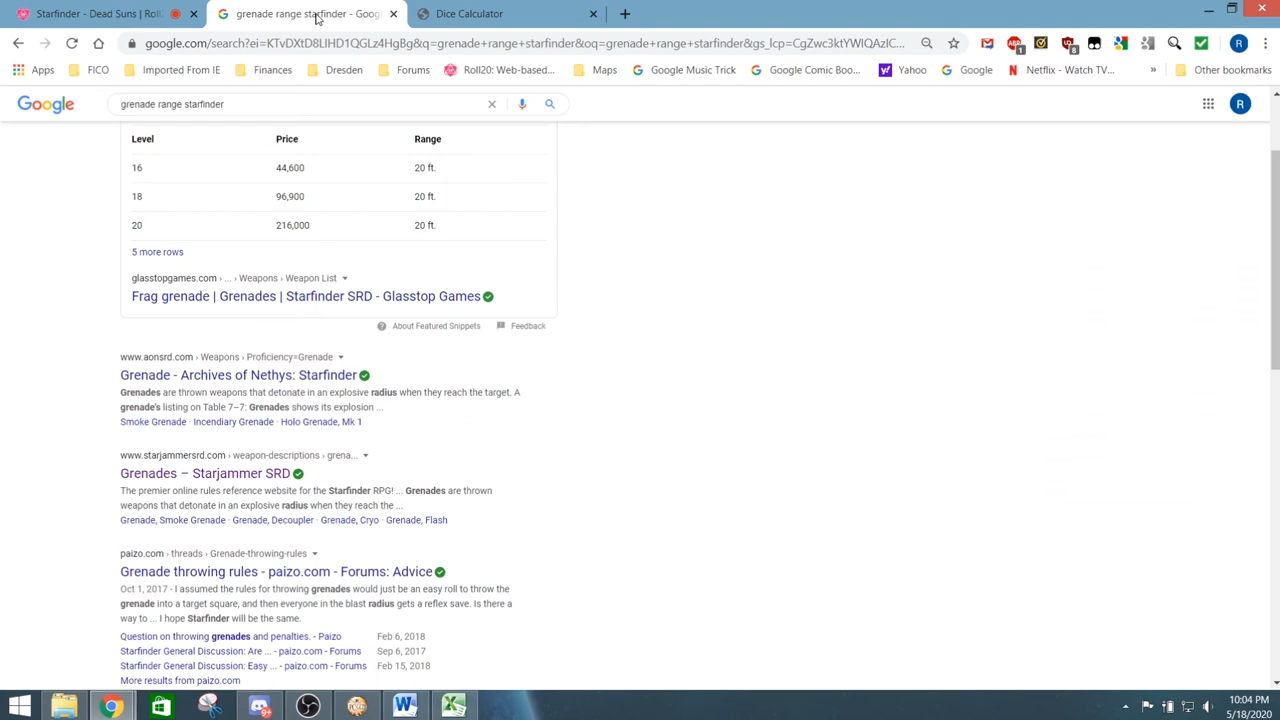 Starfinder - Dead Suns | Roll
grenade range starfinder - Goog
Dice Calculator
google.com/search?ei=KTvDXtDBLIHD1QGLz4HgBg&q=grenade+range+starfinder&oq=grenade+range+starfinder&gs_lcp=CgZwc3ktYWIQAzIC...
Apps FICO Imported From IE Finances Dresden Forums Roll20: Web-based... Maps Google Music Trick Google Comic Boo... Yahoo Google Netflix - Watch TV... » Other bookmarks
Google grenade range starfinder R
Level Price Range
16 44,600 20 ft.
18 96,900 20 ft.
20 216,000 20 ft.
5 more rows
glasstopgames.com › ... › Weapons › Weapon List
Frag grenade | Grenades | Starfinder SRD - Glasstop Games
About Featured Snippets Feedback
www.aonsrd.com › Weapons › Proficiency=Grenade
Grenade - Archives of Nethys: Starfinder
Grenades are thrown weapons that detonate in an explosive radius when they reach the target. A
grenade's listing on Table 7–7: Grenades shows its explosion ...
Smoke Grenade · Incendiary Grenade · Holo Grenade, Mk 1
www.starjammersrd.com › weapon-descriptions › grena...
Grenades – Starjammer SRD
The premier online rules reference website for the Starfinder RPG! ... Grenades are thrown
weapons that detonate in an explosive radius when they reach the ...
Grenade, Smoke Grenade · Grenade, Decoupler · Grenade, Cryo · Grenade, Flash
paizo.com › threads › Grenade-throwing-rules
Grenade throwing rules - paizo.com - Forums: Advice
Oct 1, 2017 - I assumed the rules for throwing grenades would just be an easy roll to throw the
grenade into a target square, and then everyone in the blast radius gets a reflex save. Is there a
way to ... I hope Starfinder will be the same.
Question on throwing grenades and penalties. - Paizo Feb 6, 2018
Starfinder General Discussion: Are ... - paizo.com - Forums Sep 6, 2017
Starfinder General Discussion: Easy ... - paizo.com - Forums Feb 15, 2018
More results from paizo.com
10:04 PM
5/18/2020